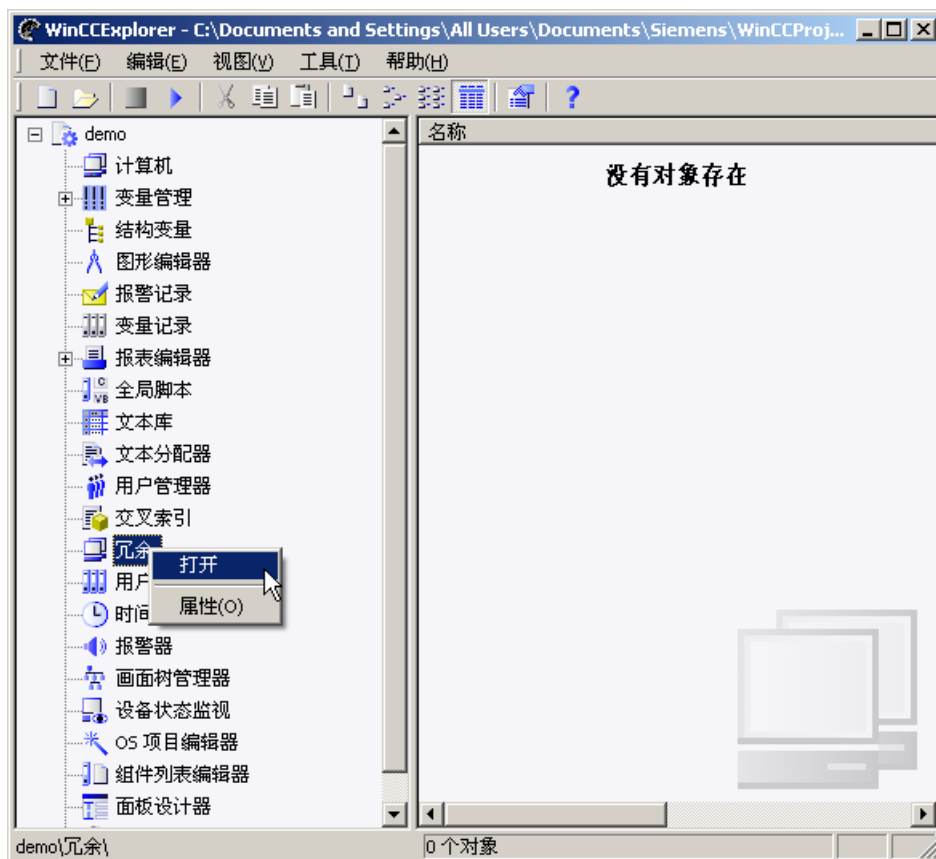 WinCCExplorer - C:\Documents and Settings\All Users\Documents\Siemens\WinCCProj...
文件(F) 编辑(E) 视图(V) 工具(T) 帮助(H)
名称
没有对象存在
demo
计算机
变量管理
结构变量
图形编辑器
报警记录
变量记录
报表编辑器
全局脚本
文本库
文本分配器
用户管理器
交叉索引
冗余
打开
用户
属性(O)
时间
报警器
画面树管理器
设备状态监视
OS 项目编辑器
组件列表编辑器
面板设计器
demo\冗余\ 0 个对象